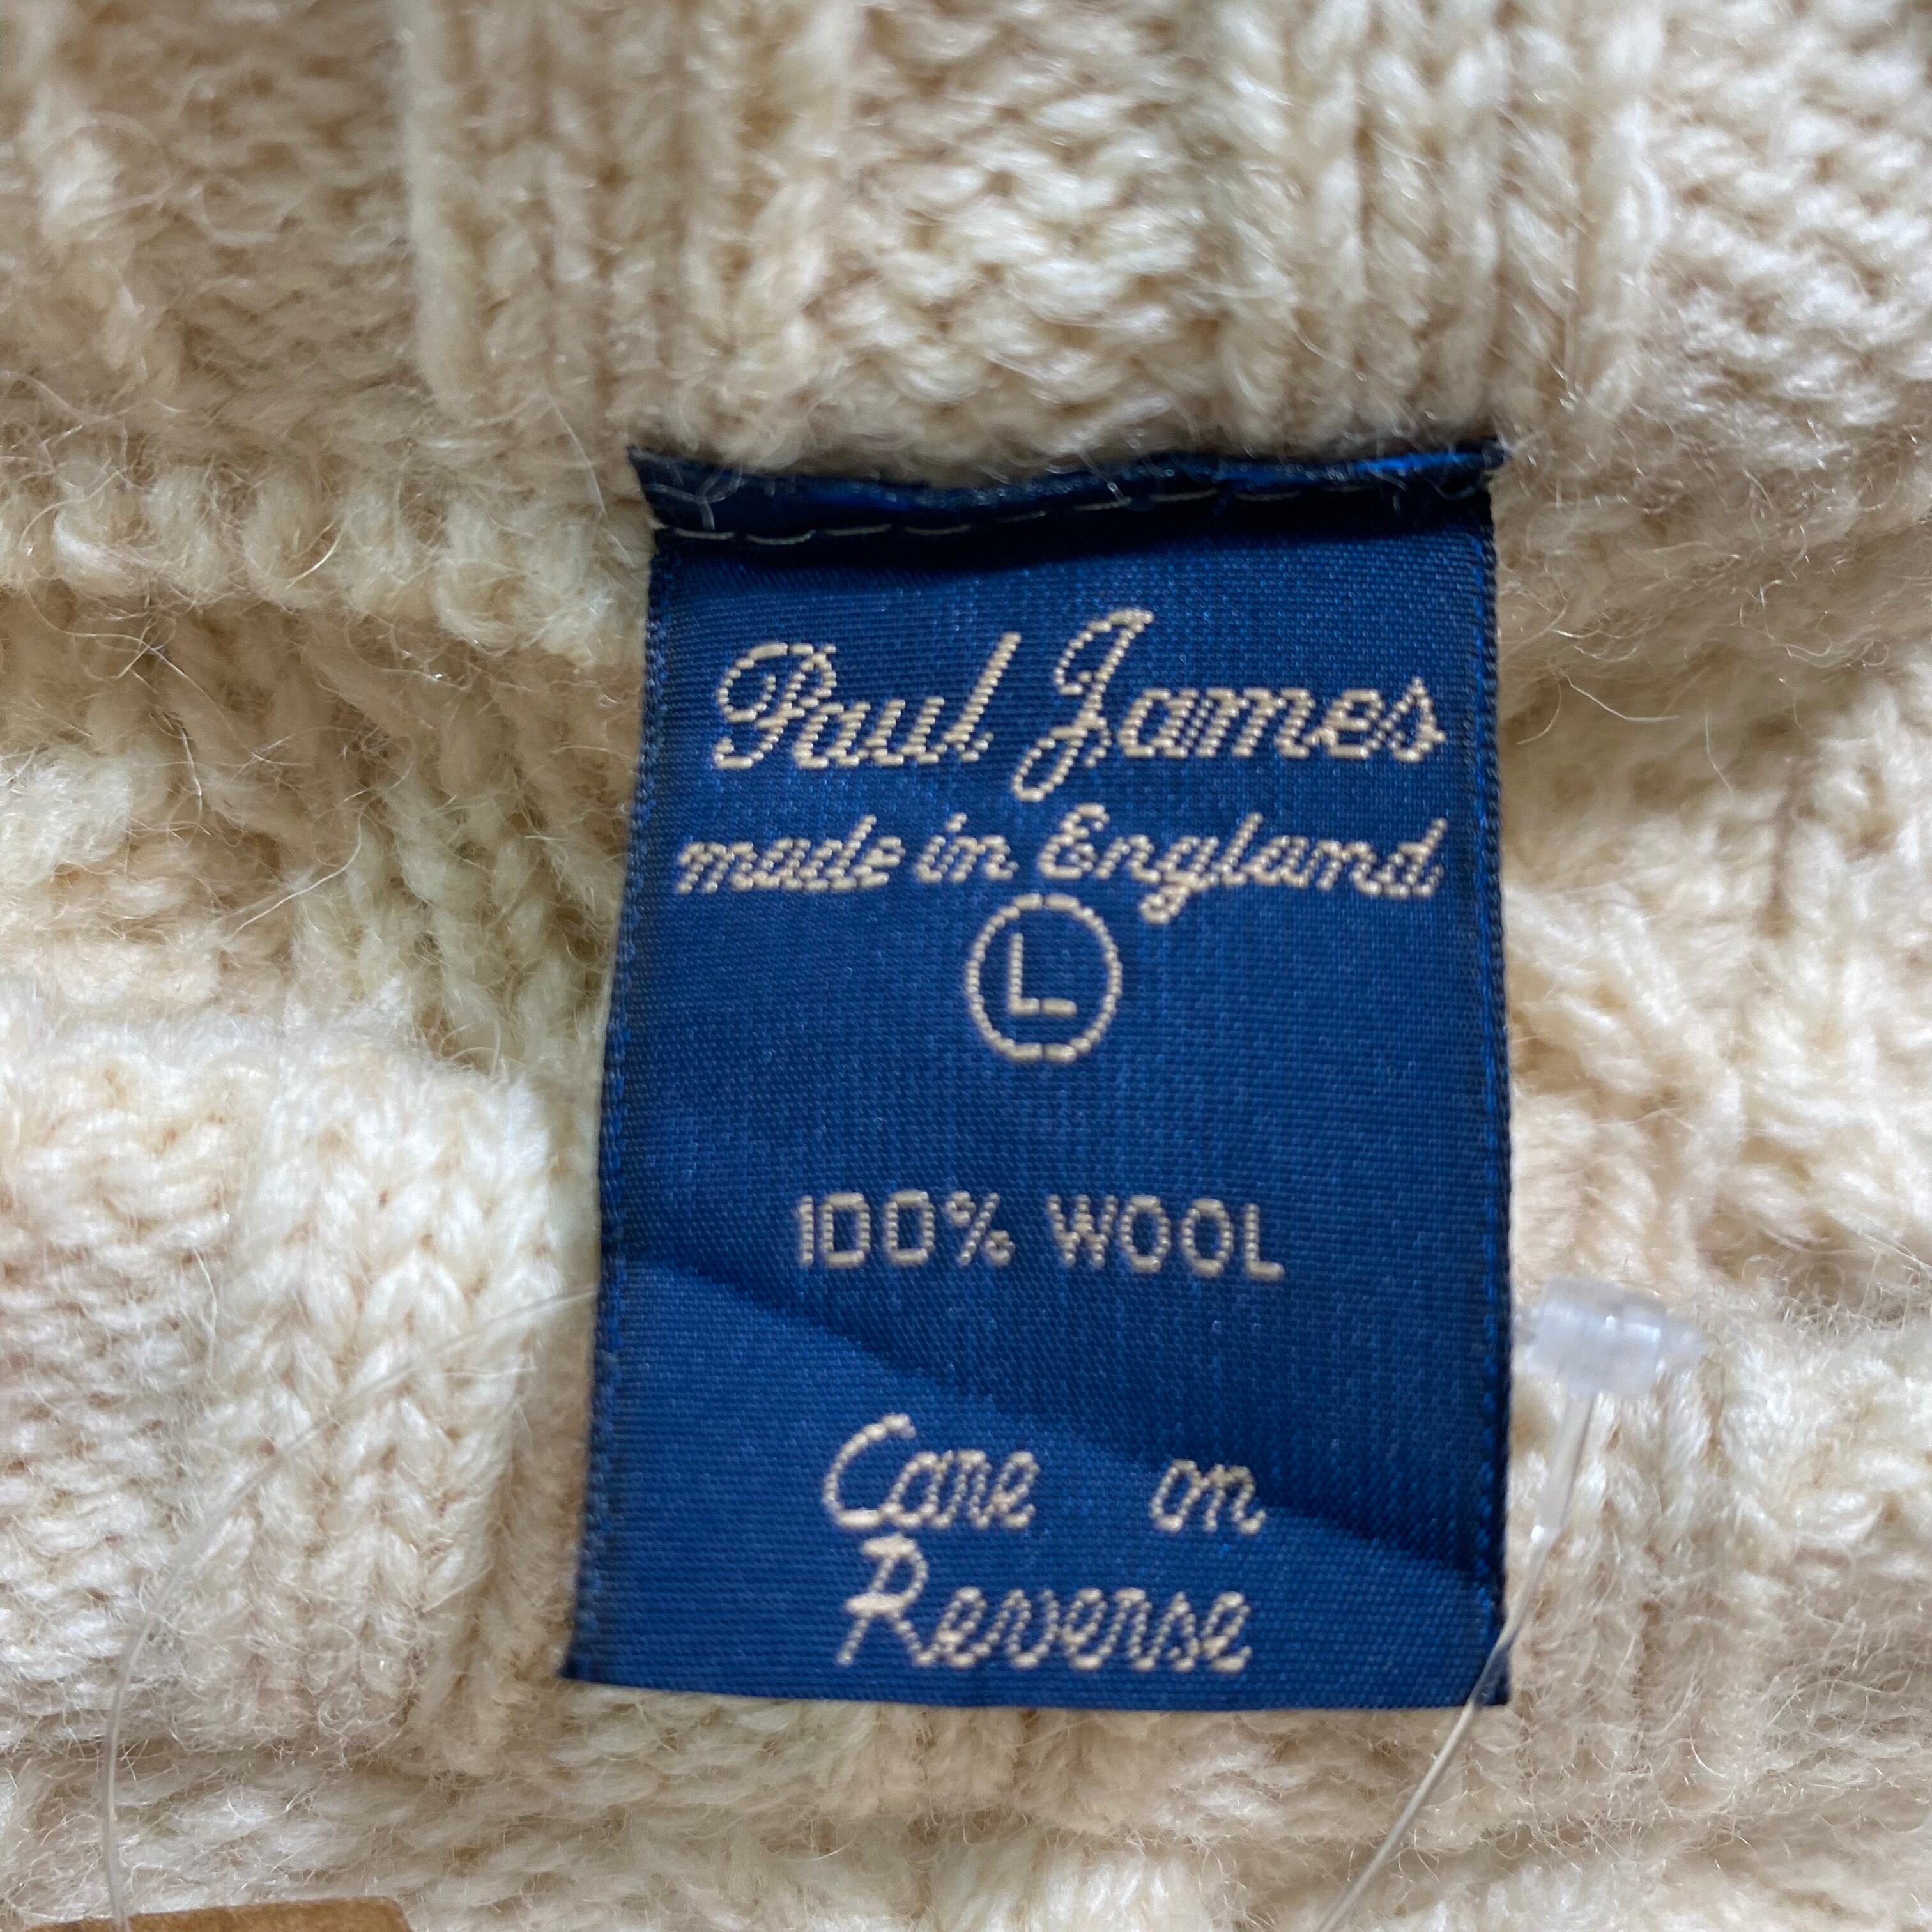 Paul James
made in England
L
100% WOOL
Care on
Reverse